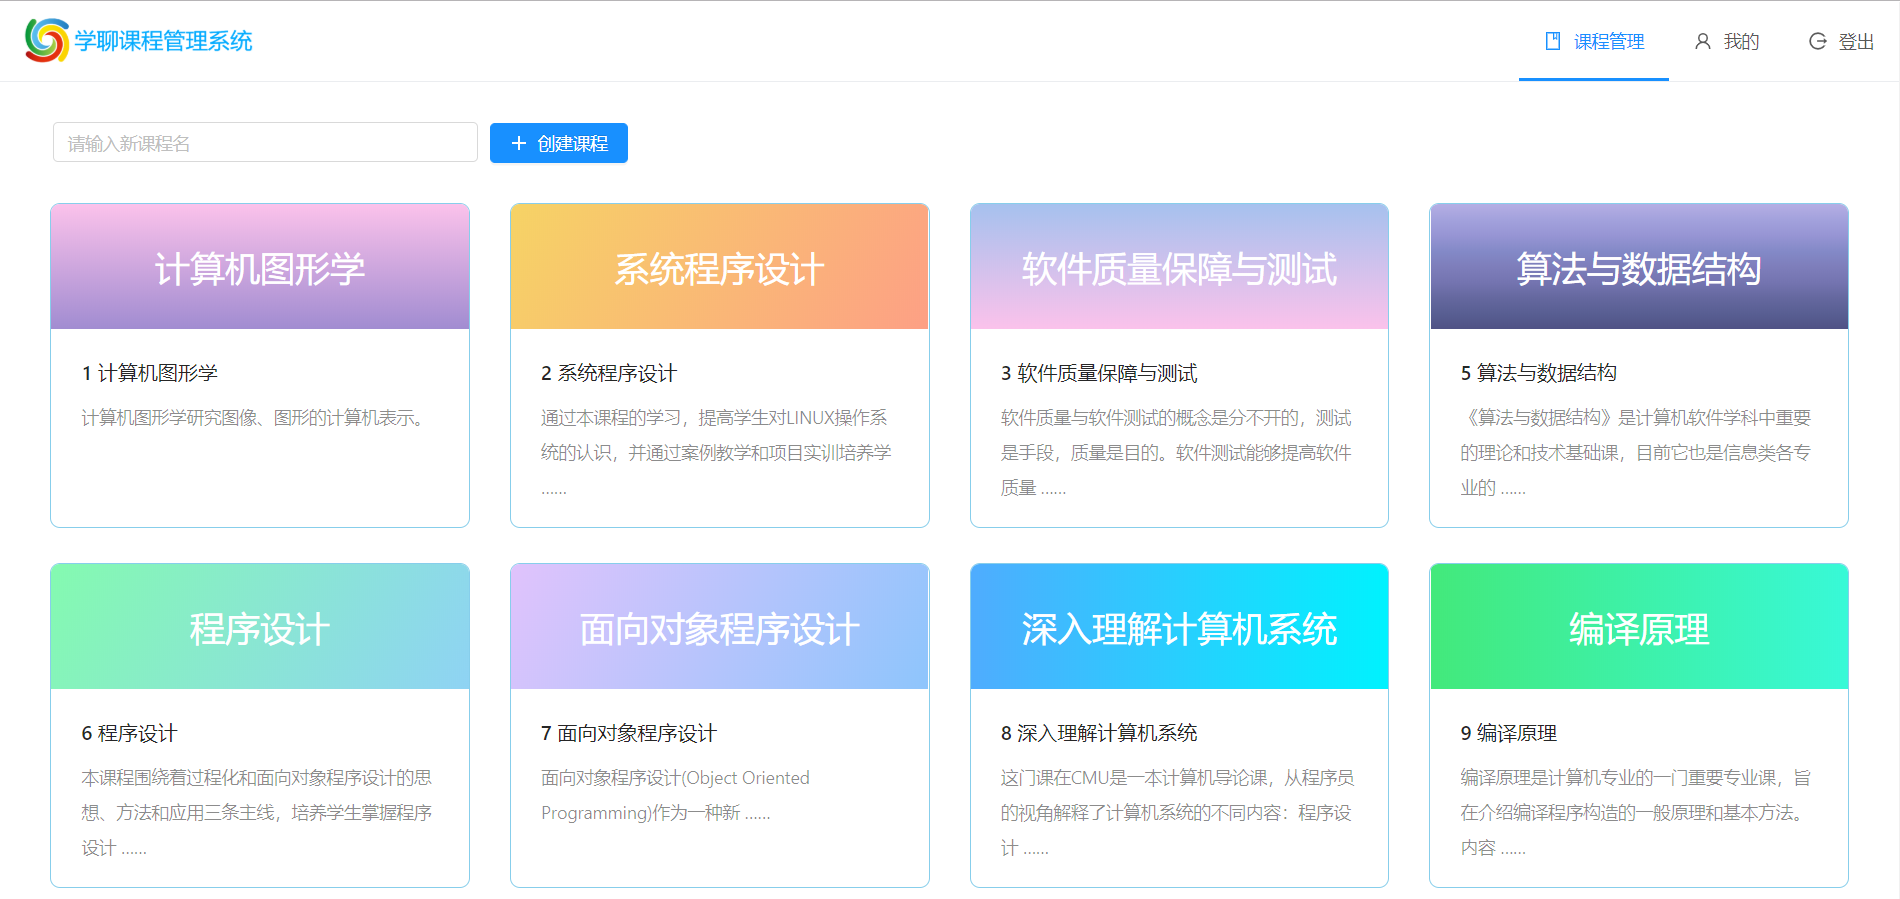 学聊课程管理系统
课程管理
我的
登出
请输入新课程名
创建课程
计算机图形学
系统程序设计
软件质量保障与测试
算法与数据结构
1 计算机图形学
计算机图形学研究图像、图形的计算机表示。
2 系统程序设计
通过本课程的学习，提高学生对LINUX操作系
统的认识，并通过案例教学和项目实训培养学
......
3 软件质量保障与测试
软件质量与软件测试的概念是分不开的，测试
是手段，质量是目的。软件测试能够提高软件
质量 ......
5 算法与数据结构
《算法与数据结构》是计算机软件学科中重要
的理论和技术基础课，目前它也是信息类各专
业的 ......
程序设计
面向对象程序设计
深入理解计算机系统
编译原理
6 程序设计
本课程围绕着过程化和面向对象程序设计的思
想、方法和应用三条主线，培养学生掌握程序
设计 ......
7 面向对象程序设计
面向对象程序设计(Object Oriented
Programming)作为一种新 ......
8 深入理解计算机系统
这门课在CMU是一本计算机导论课，从程序员
的视角解释了计算机系统的不同内容：程序设
计 ......
9 编译原理
编译原理是计算机专业的一门重要专业课，旨
在介绍编译程序构造的一般原理和基本方法。
内容 ......